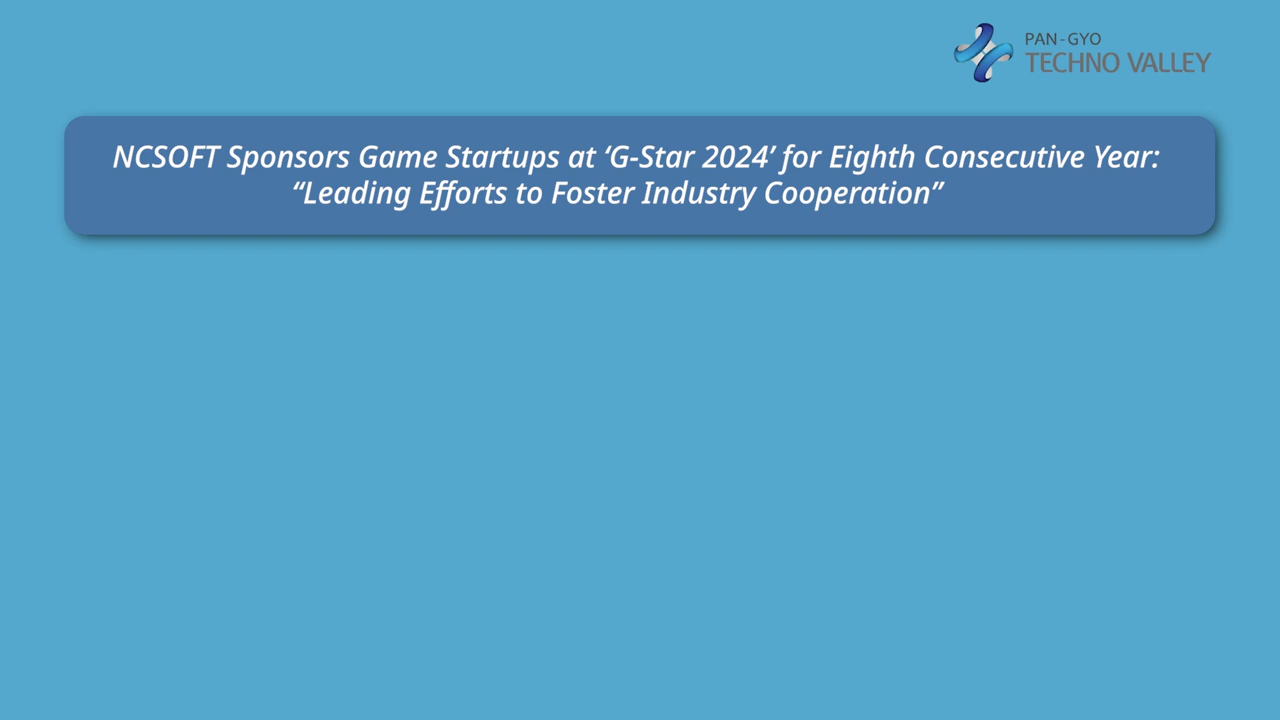 PAN-GYO
TECHNO VALLEY
NCSOFT Sponsors Game Startups at ‘G-Star 2024’ for Eighth Consecutive Year:
“Leading Efforts to Foster Industry Cooperation”